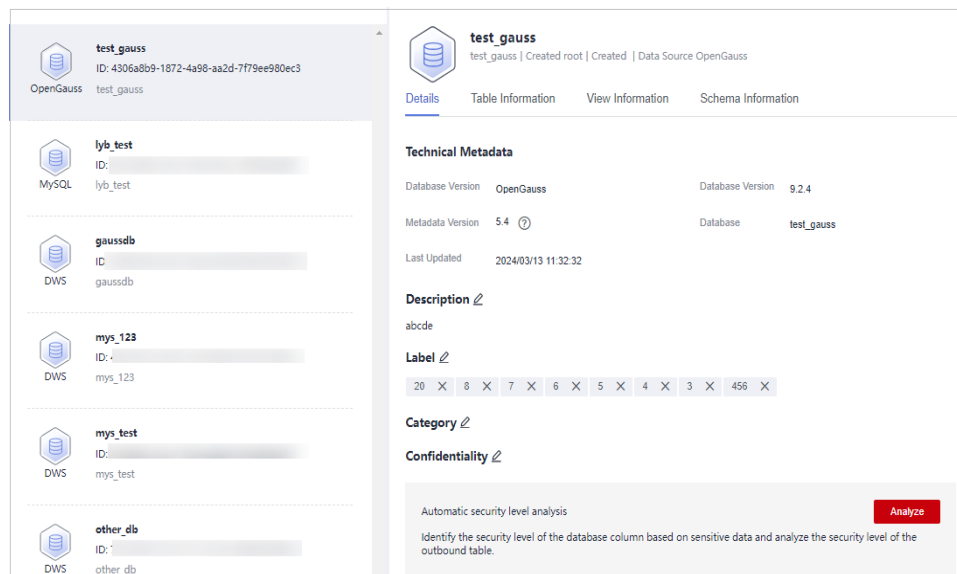 test_gauss
ID: 4306a8b9-1872-4a98-aa2d-7f79ee980ec3
OpenGauss test_gauss
lyb_test
ID:
MySQL lyb_test
gaussdb
ID
DWS gaussdb
mys_123
ID:
DWS mys_123
mys_test
ID:
DWS mys_test
other_db
ID:
DWS other_db
test_gauss
test_gauss | Created root | Created | Data Source OpenGauss
Details Table Information View Information Schema Information
Technical Metadata
Database Version OpenGauss Database Version 9.2.4
Metadata Version 5.4 ? Database test_gauss
Last Updated 2024/03/13 11:32:32
Description
abcde
Label
20 8 7 6 5 4 3 456
Category
Confidentiality
Automatic security level analysis Analyze
Identify the security level of the database column based on sensitive data and analyze the security level of the
outbound table.